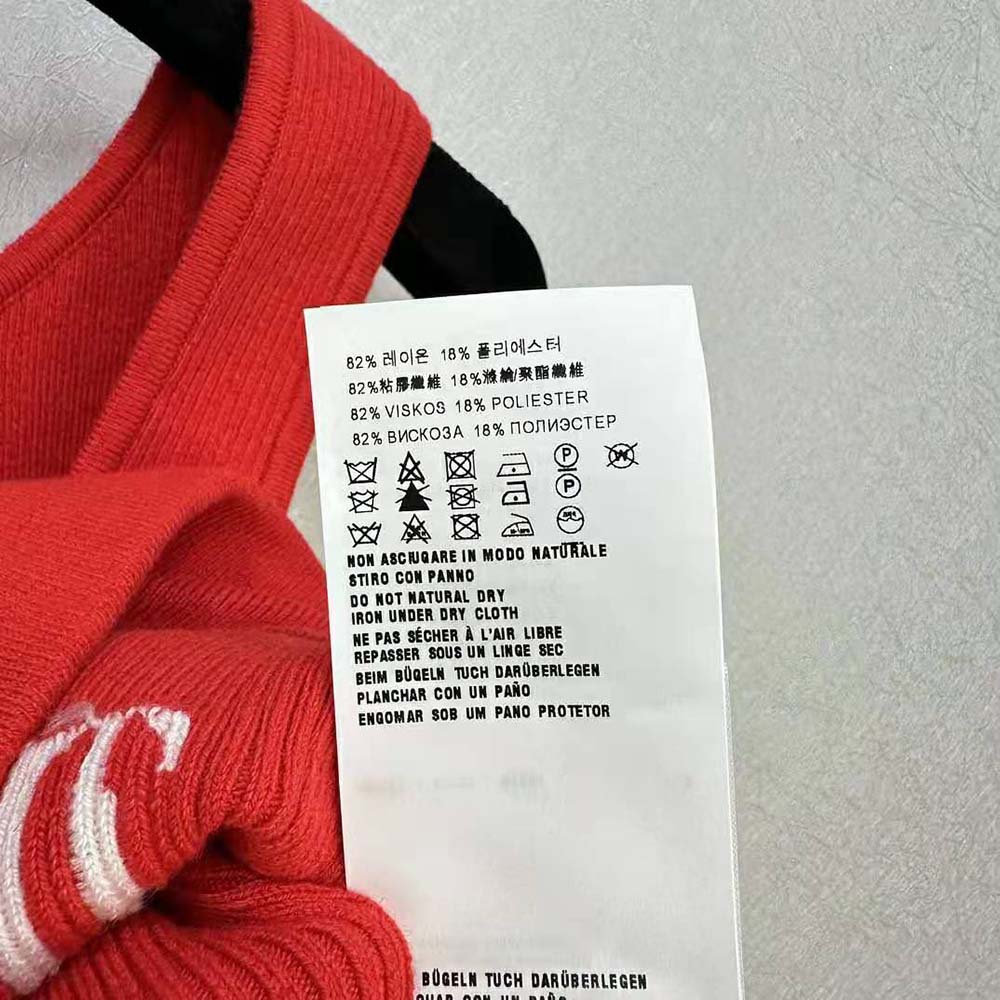 82% 레이온 18% 폴리에스터
82%粘膠纖維 18%滌綸/聚酯纖維
82% VISKOS 18% POLIESTER
82% ВИСКОЗА 18% ПОЛИЭСТЕР
P W
P
NON ASCIUGARE IN MODO NATURALE
STIRO CON PANNO
DO NOT NATURAL DRY
IRON UNDER DRY CLOTH
NE PAS SÉCHER À L'AIR LIBRE
REPASSER SOUS UN LINGE SEC
BEIM BÜGELN TUCH DARÜBERLEGEN
PLANCHAR CON UN PAÑO
ENGOMAR SOB UM PANO PROTETOR
BÜGELN TUCH DARÜBERLEGEN
CON UN PAÑO